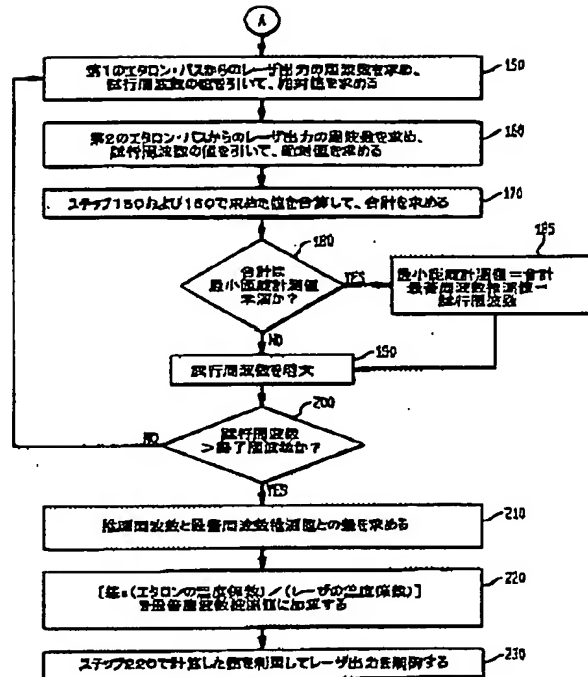 A
第1のエタロン・パスからのレーザ出力の周波数を求め、
試行周波数の値を引いて、絶対値を求める
150
第2のエタロン・パスからのレーザ出力の周波数を求め、
試行周波数の値を引いて、絶対値を求める
160
ステップ150および160で求めた値を合算して、合計を求める
170
180
合計は
最小距離計測値
未満か?
YES
185
最小距離計測値=合計
最善周波数推測値=
試行周波数
NO
190
試行周波数を増大
200
試行周波数
>終了周波数か?
NO
YES
周波数と最善周波数推測値との差を求める
210
[差*(エタロンの温度係数)/(レーザの温度係数)]
を最善周波数推測値に加算する
220
ステップ220で計算した値を利用してレーザ出力を制御する
230